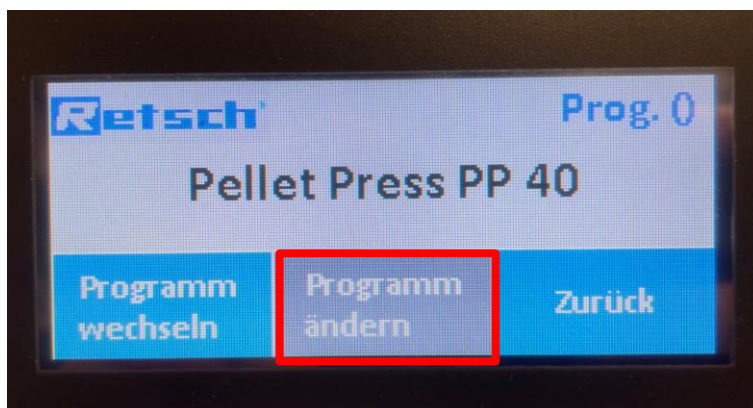 Retsch
Prog. 0
Pellet Press PP 40
Programm
wechseln
Programm
ändern
Zurück